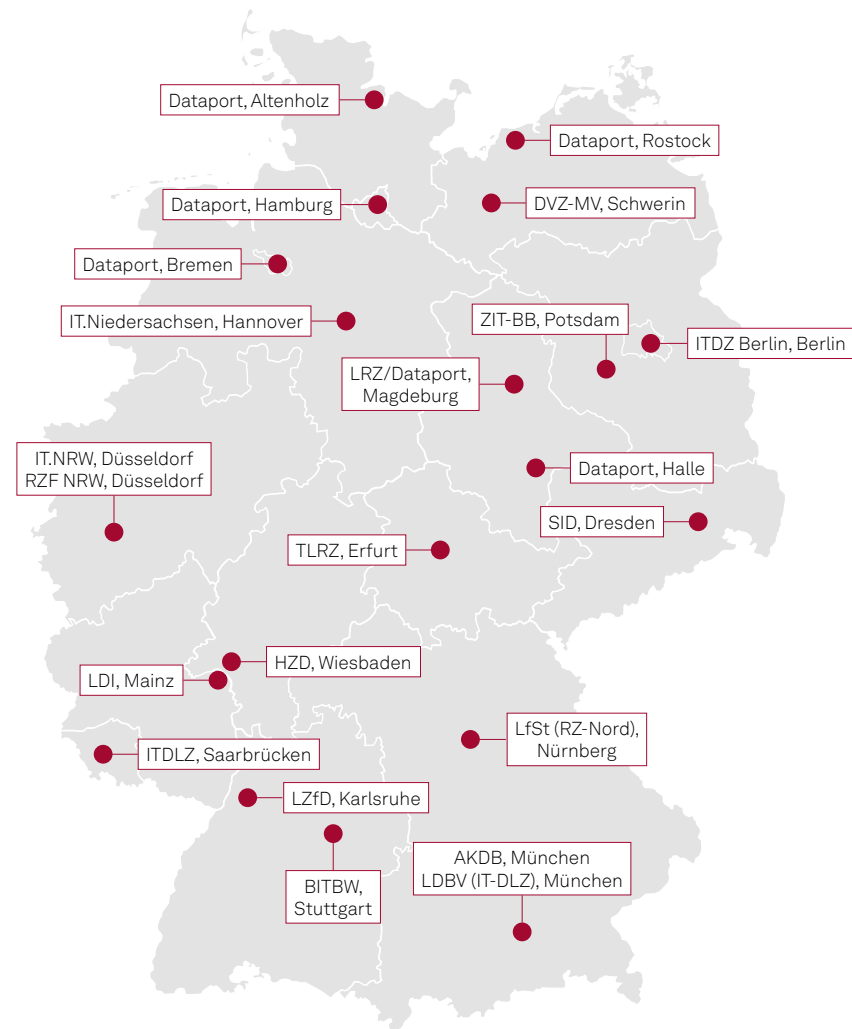 Dataport, Altenholz
Dataport, Rostock
Dataport, Hamburg
DVZ-MV, Schwerin
Dataport, Bremen
IT.Niedersachsen, Hannover
ZIT-BB, Potsdam
ITDZ Berlin, Berlin
LRZ/Dataport,
Magdeburg
IT.NRW, Düsseldorf
RZF NRW, Düsseldorf
Dataport, Halle
SID, Dresden
TLRZ, Erfurt
HZD, Wiesbaden
LDI, Mainz
LfSt (RZ-Nord),
Nürnberg
ITDLZ, Saarbrücken
LZfD, Karlsruhe
BITBW,
Stuttgart
AKDB, München
LDBV (IT-DLZ), München